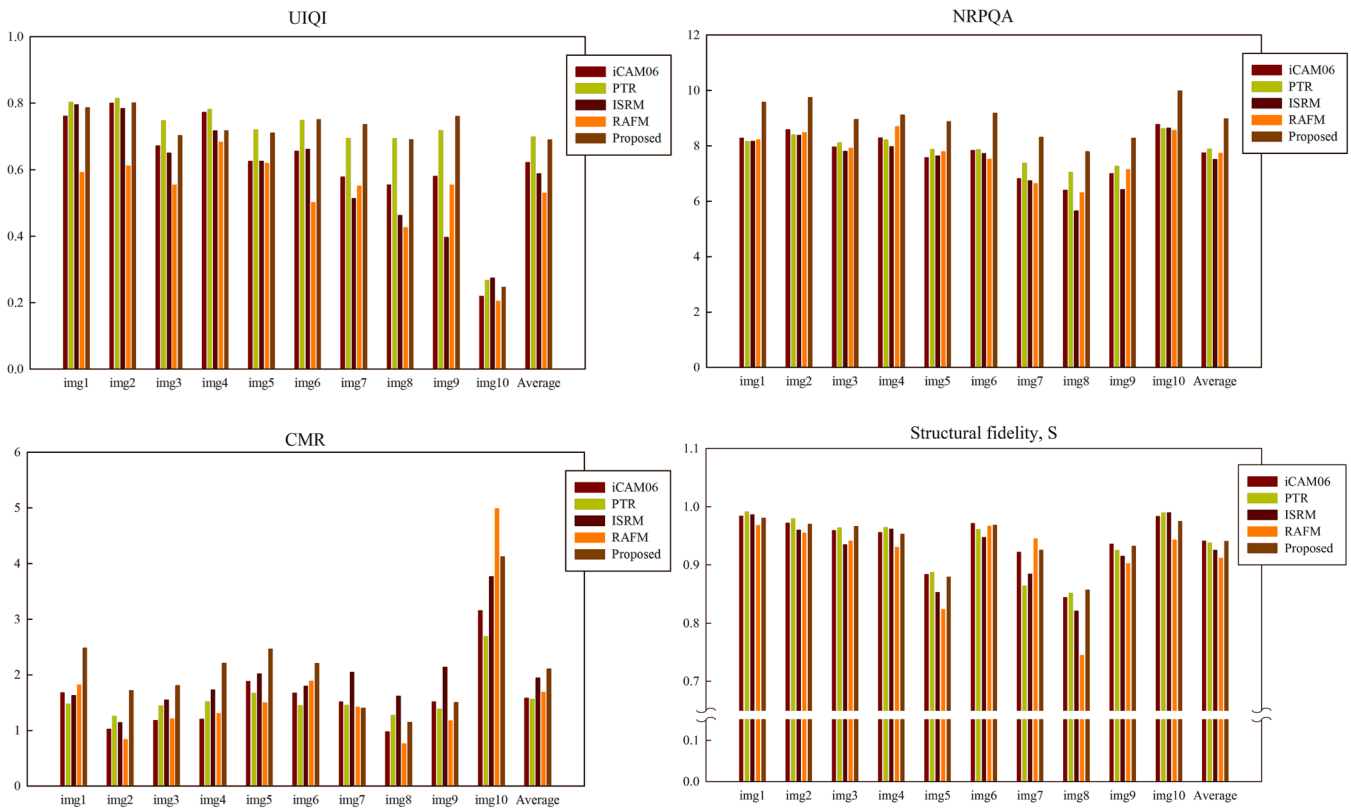 UIQI
1.0
0.8
0.6
0.4
0.2
0.0
iCAM06
PTR
ISRM
RAFM
Proposed
img1 img2 img3 img4 img5 img6 img7 img8 img9 img10 Average
NRPQA
12
10
8
6
4
2
0
iCAM06
PTR
ISRM
RAFM
Proposed
img1 img2 img3 img4 img5 img6 img7 img8 img9 img10 Average
CMR
6
5
4
3
2
1
0
iCAM06
PTR
ISRM
RAFM
Proposed
img1 img2 img3 img4 img5 img6 img7 img8 img9 img10 Average
Structural fidelity, S
1.1
1.0
0.9
0.8
0.7
0.1
0.0
iCAM06
PTR
ISRM
RAFM
Proposed
img1 img2 img3 img4 img5 img6 img7 img8 img9 img10 Average